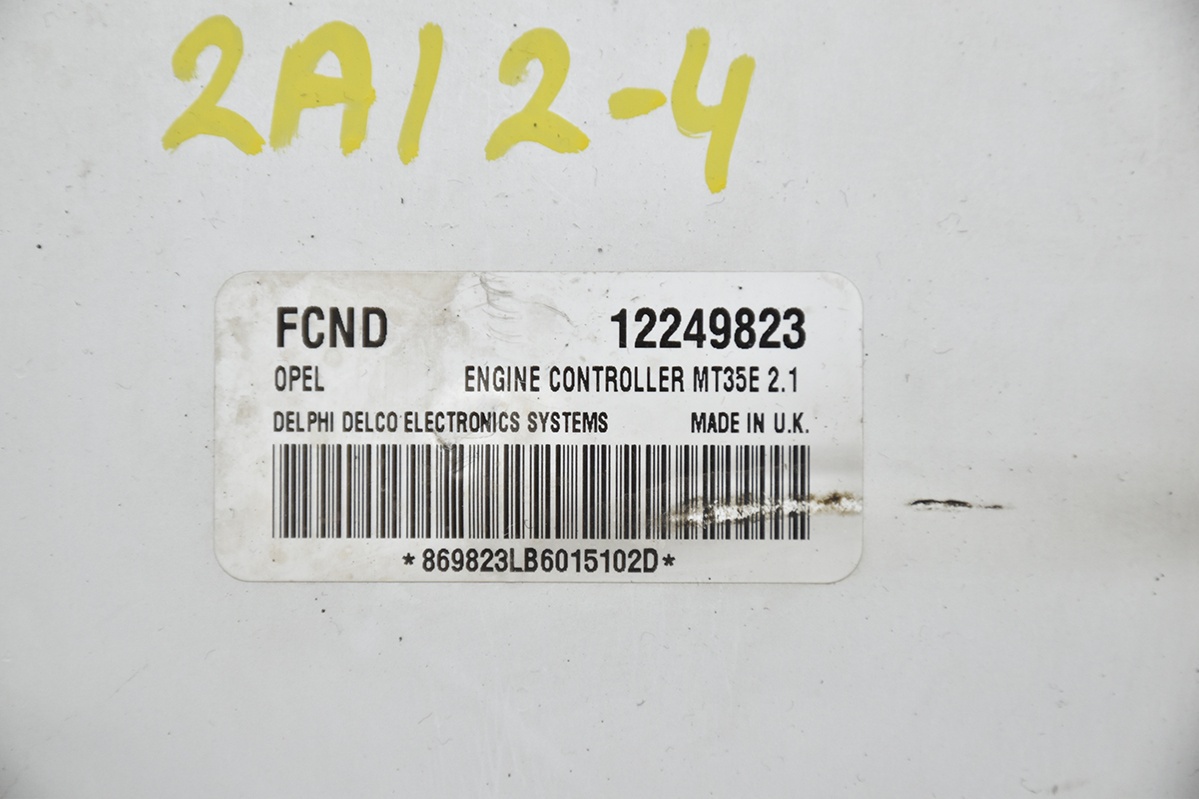 2A12-4
FCND 12249823
OPEL ENGINE CONTROLLER MT35E 2.1
DELPHI DELCO ELECTRONICS SYSTEMS MADE IN U.K.
*869823LB6015102D*